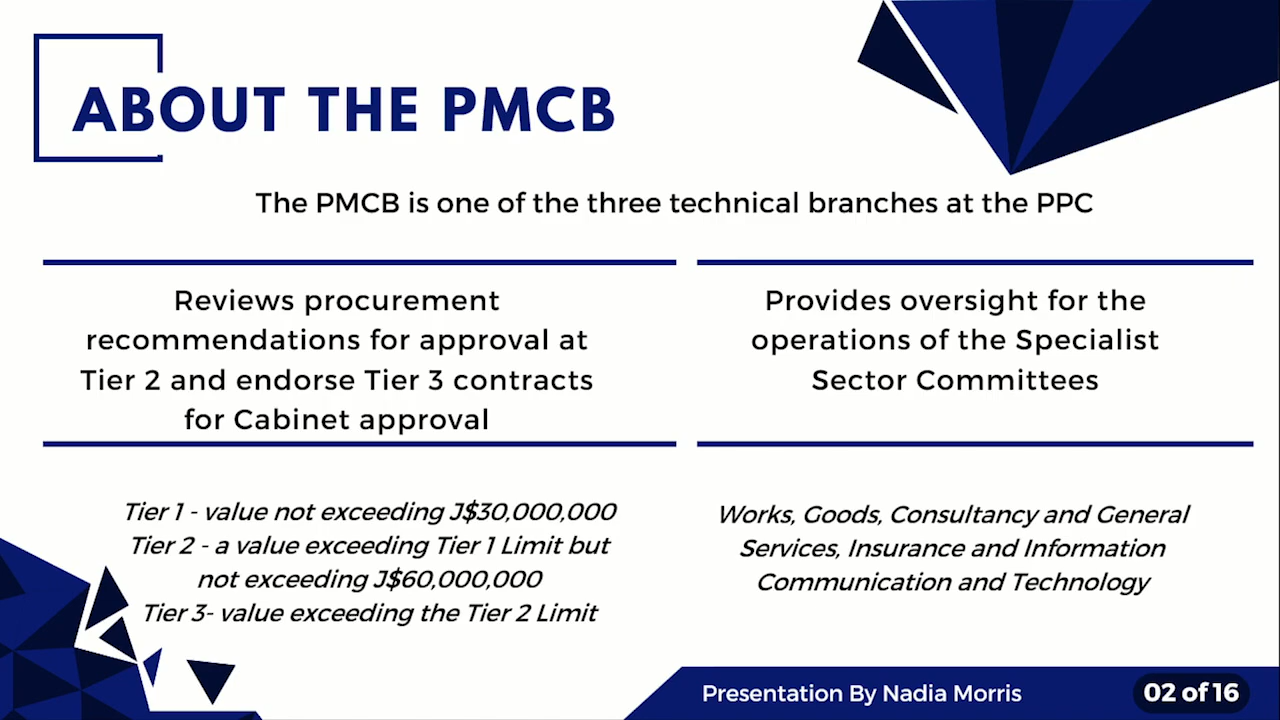 ABOUT THE PMCB
The PMCB is one of the three technical branches at the PPC
Reviews procurement
recommendations for approval at
Tier 2 and endorse Tier 3 contracts
for Cabinet approval
Provides oversight for the
operations of the Specialist
Sector Committees
Tier 1 - value not exceeding J$30,000,000
Tier 2 - a value exceeding Tier 1 Limit but
not exceeding J$60,000,000
Tier 3- value exceeding the Tier 2 Limit
Works, Goods, Consultancy and General
Services, Insurance and Information
Communication and Technology
Presentation By Nadia Morris
02 of 16